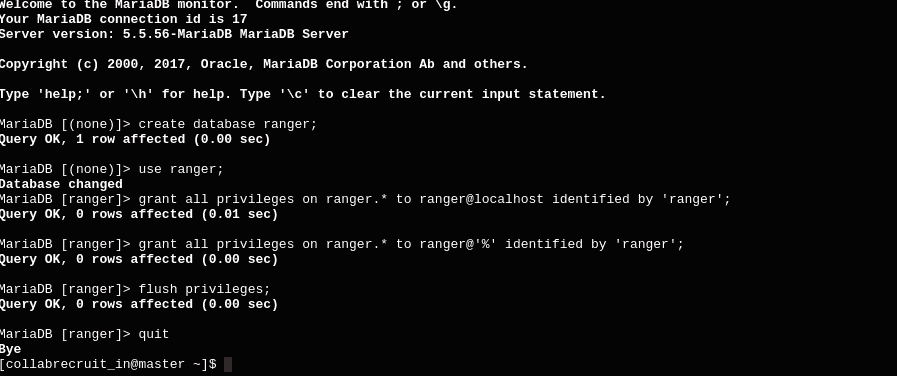 Welcome to the MariaDB monitor.  Commands end with ; or \g.
Your MariaDB connection id is 17
Server version: 5.5.56-MariaDB MariaDB Server
Copyright (c) 2000, 2017, Oracle, MariaDB Corporation Ab and others.
Type 'help;' or '\h' for help. Type '\c' to clear the current input statement.
MariaDB [(none)]> create database ranger;
Query OK, 1 row affected (0.00 sec)
MariaDB [(none)]> use ranger;
Database changed
MariaDB [ranger]> grant all privileges on ranger.* to ranger@localhost identified by 'ranger';
Query OK, 0 rows affected (0.01 sec)
MariaDB [ranger]> grant all privileges on ranger.* to ranger@'%' identified by 'ranger';
Query OK, 0 rows affected (0.00 sec)
MariaDB [ranger]> flush privileges;
Query OK, 0 rows affected (0.00 sec)
MariaDB [ranger]> quit
Bye
[collabrecruit_in@master ~]$